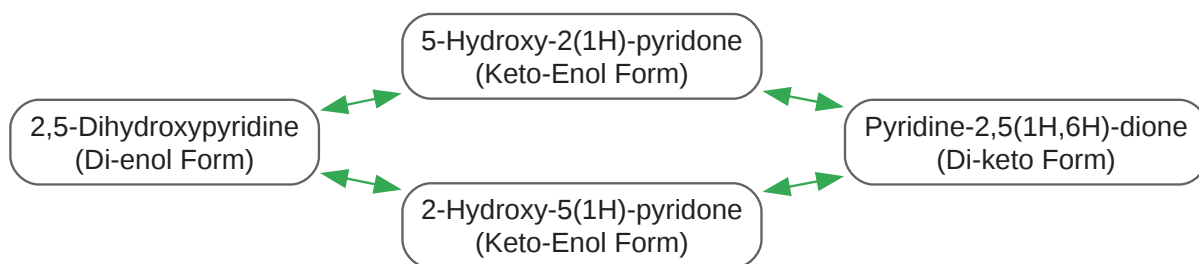 5-Hydroxy-2(1H)-pyridone
(Keto-Enol Form)
2,5-Dihydroxypyridine
(Di-enol Form)
Pyridine-2,5(1H,6H)-dione
(Di-keto Form)
2-Hydroxy-5(1H)-pyridone
(Keto-Enol Form)